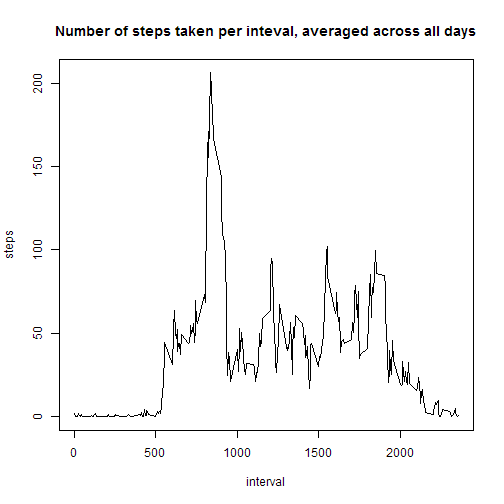 Number of steps taken per inteval, averaged across all days
200
150
100
50
0
steps
0 500 1000 1500 2000
interval